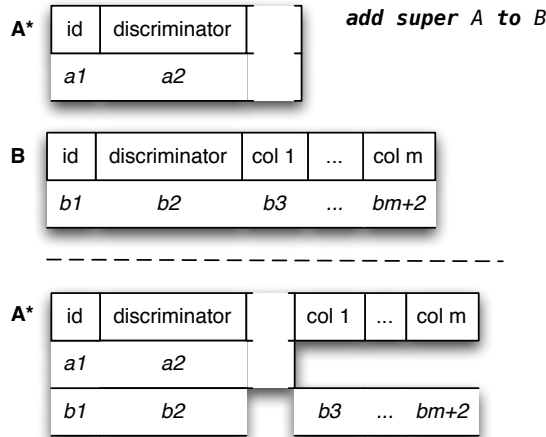 add super A to B
A* id discriminator
a1 a2
B id discriminator col 1 ... col m
b1 b2 b3 ... bm+2
A* id discriminator col 1 ... col m
a1 a2
b1 b2 b3 ... bm+2